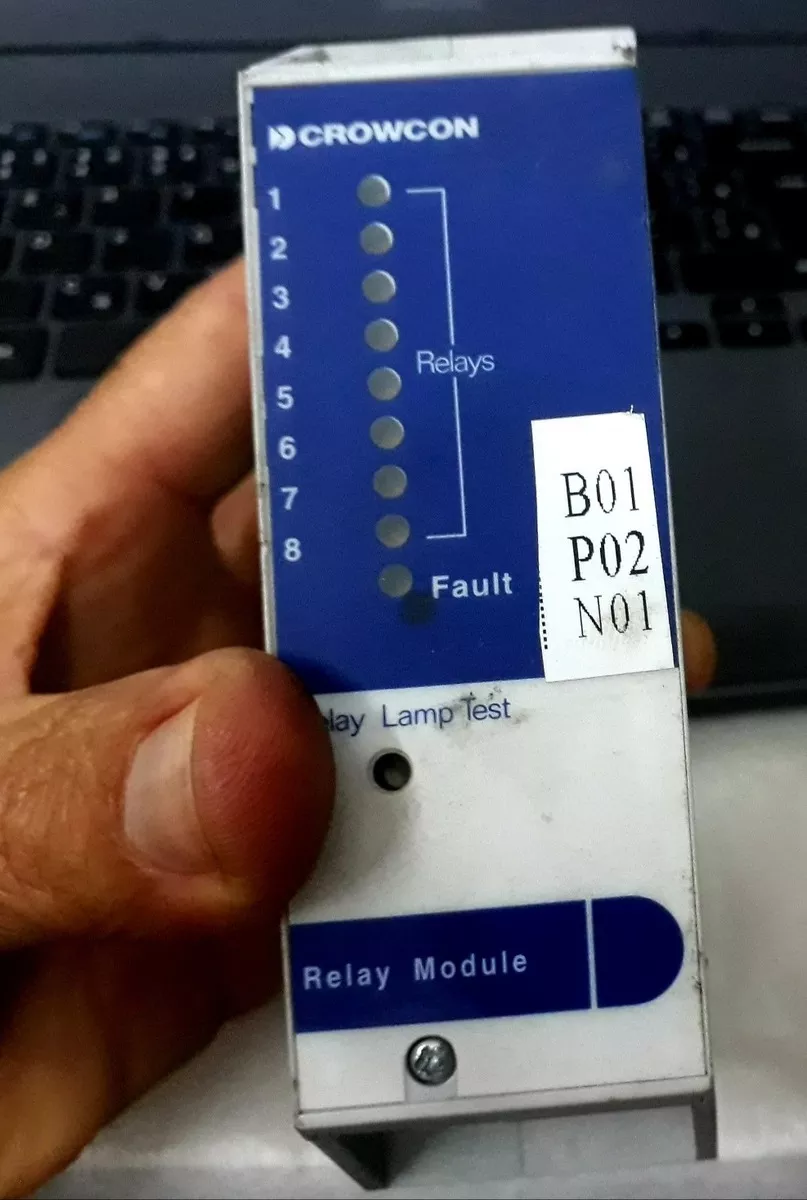 CROWCON
1
2
3
4
Relays
5
6
7
8
Fault
B01
P02
N01
Lamp Test
Relay Module